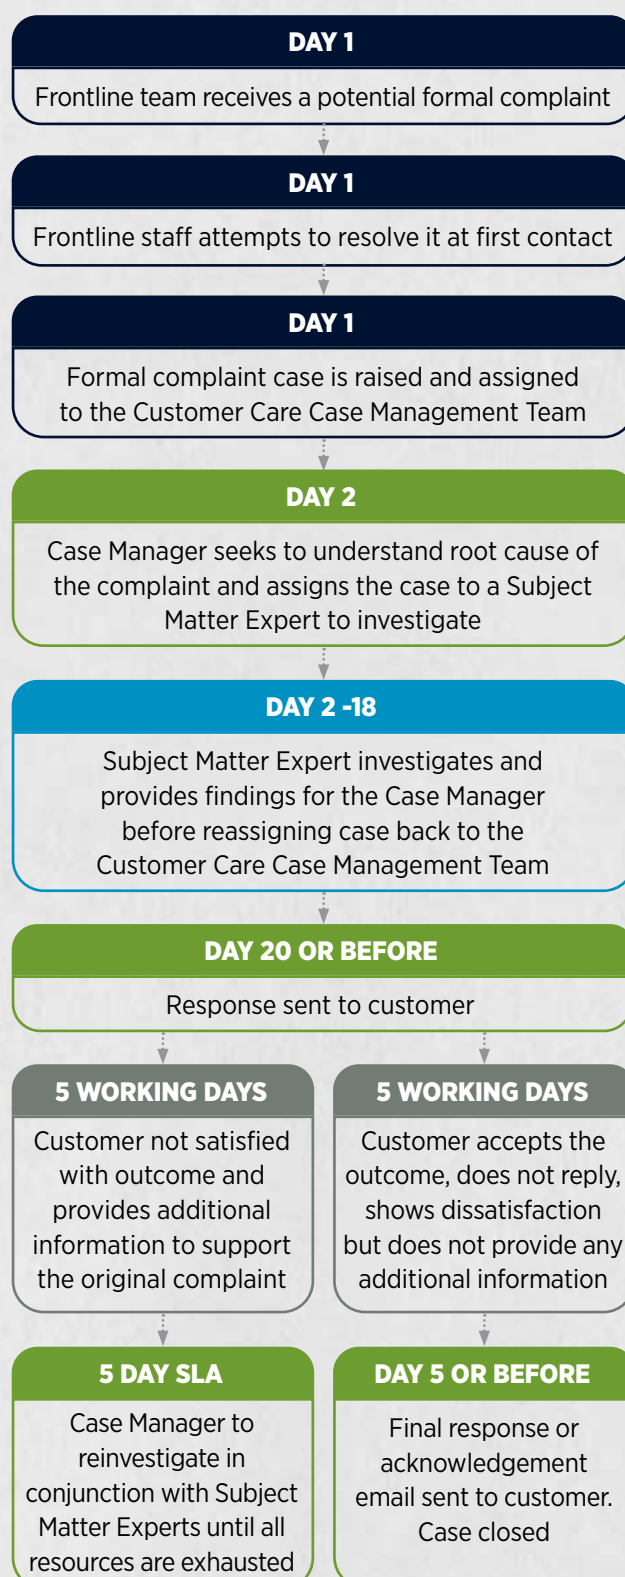 DAY 1
Frontline team receives a potential formal complaint
DAY 1
Frontline staff attempts to resolve it at first contact
DAY 1
Formal complaint case is raised and assigned
to the Customer Care Case Management Team
DAY 2
Case Manager seeks to understand root cause of
the complaint and assigns the case to a Subject
Matter Expert to investigate
DAY 2 -18
Subject Matter Expert investigates and
provides findings for the Case Manager
before reassigning case back to the
Customer Care Case Management Team
DAY 20 OR BEFORE
Response sent to customer
5 WORKING DAYS
Customer not satisfied
with outcome and
provides additional
information to support
the original complaint
5 WORKING DAYS
Customer accepts the
outcome, does not reply,
shows dissatisfaction
but does not provide any
additional information
5 DAY SLA
Case Manager to
reinvestigate in
conjunction with Subject
Matter Experts until all
resources are exhausted
DAY 5 OR BEFORE
Final response or
acknowledgement
email sent to customer.
Case closed